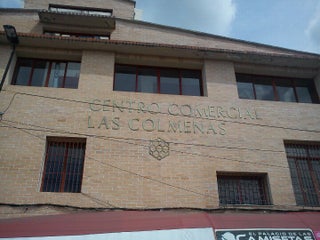 CENTRO COMERCIAL
LAS COLMENAS
EL PALACIO DE LAS
CAMISETAS